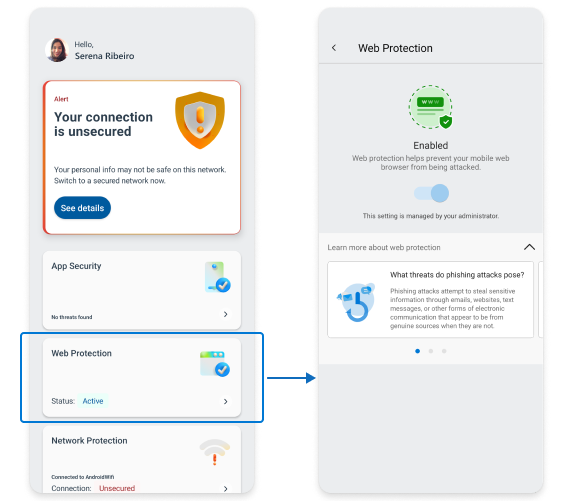 Hello,
Serena Ribeiro
Alert
Your connection
is unsecured
Your personal info may not be safe on this network.
Switch to a secured network now.
See details
App Security
No threats found
Web Protection
Status: Active
Network Protection
Connected to AndroidWifi
Connection: Unsecured
Web Protection
www
Enabled
Web protection helps prevent your mobile web
browser from being attacked.
This setting is managed by your administrator.
Learn more about web protection
What threats do phishing attacks pose?
Phishing attacks attempt to steal sensitive
information through emails, websites, text
messages, or other forms of electronic
communication that appear to be from
genuine sources when they are not.